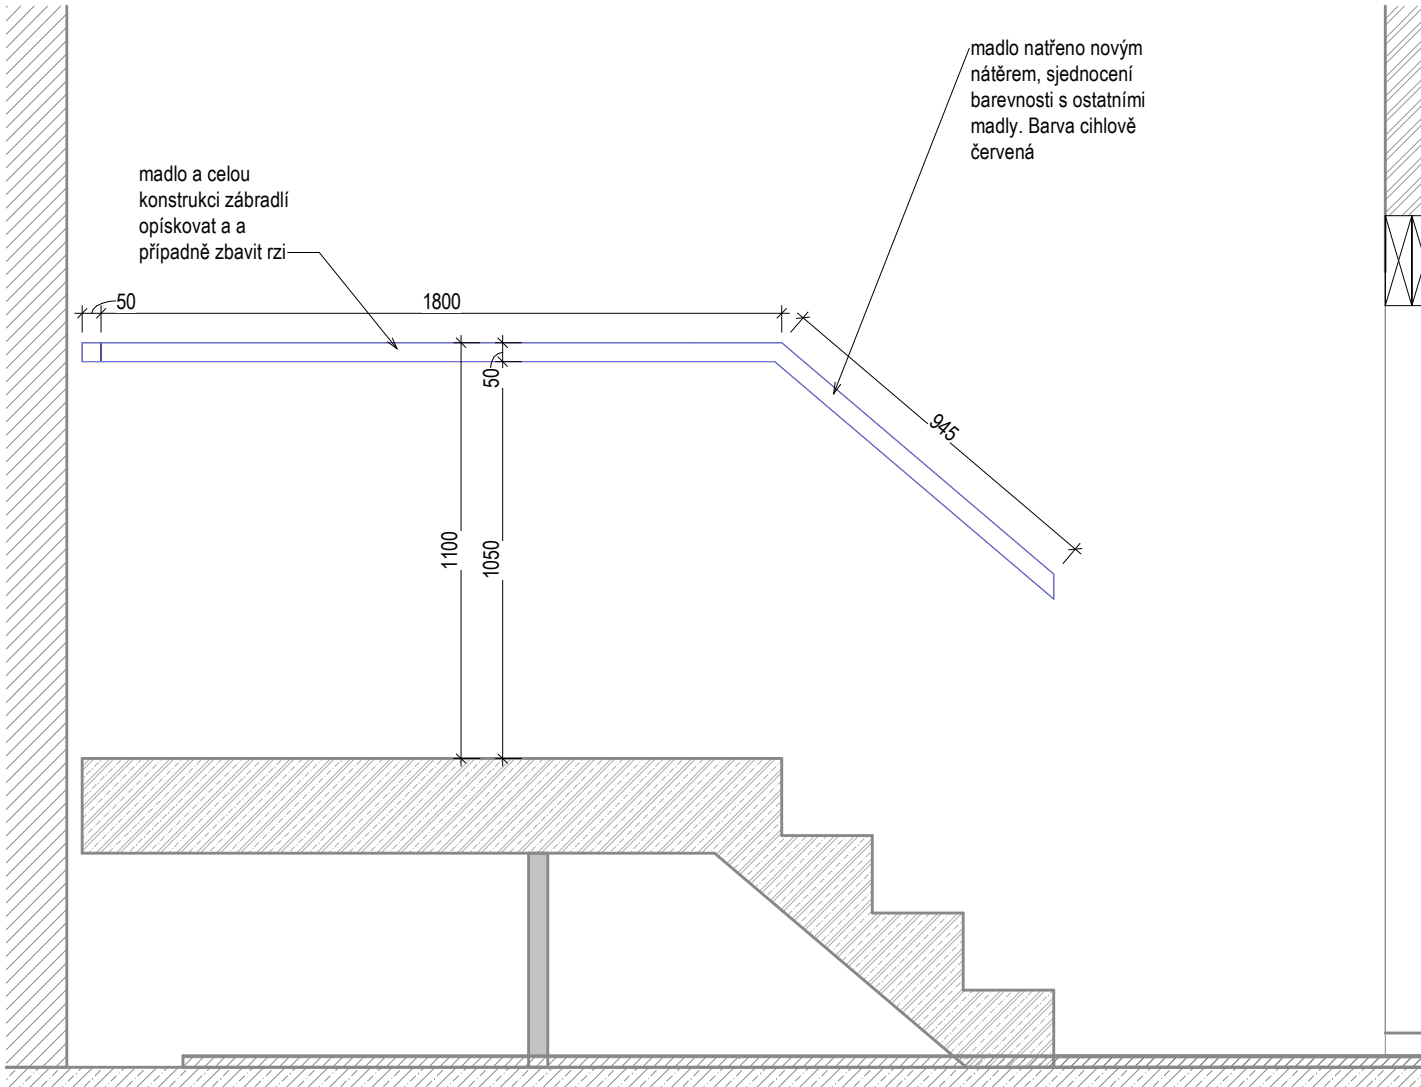 madlo natřeno novým
nátěrem, sjednocení
barevnosti s ostatními
madly. Barva cihlově
červená
madlo a celou
konstrukci zábradlí
opískovat a a
případně zbavit rzi
50
1800
50
945
1100
1050